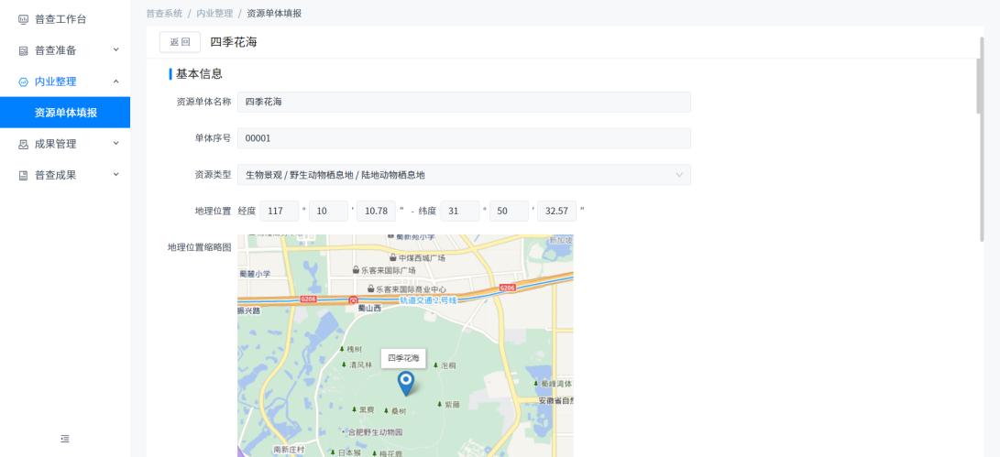 普查工作台
普查准备
内业整理
资源单体填报
成果管理
普查成果
普查系统 / 内业整理 / 资源单体填报
返回 四季花海
基本信息
资源单体名称 四季花海
单体序号 00001
资源类型 生物景观 / 野生动物栖息地 / 陆地动物栖息地
地理位置 经度 117 ° 10 ′ 10.78 ″ - 纬度 31 ° 50 ′ 32.57 ″
地理位置缩略图
蜀新苑小学
新加坡
中煤西城广场
乐客来国际广场
蜀麓小学
乐客来国际商业中心
G206
G206
轨道交通2号线
振兴路
蜀山西
槐树
四季花海
清风林
泡桐
蜀峰湾体
紫藤
安徽省自然
黑麂
桑树
合肥野生动物园
南新庄村
日本猴
梅花鹿